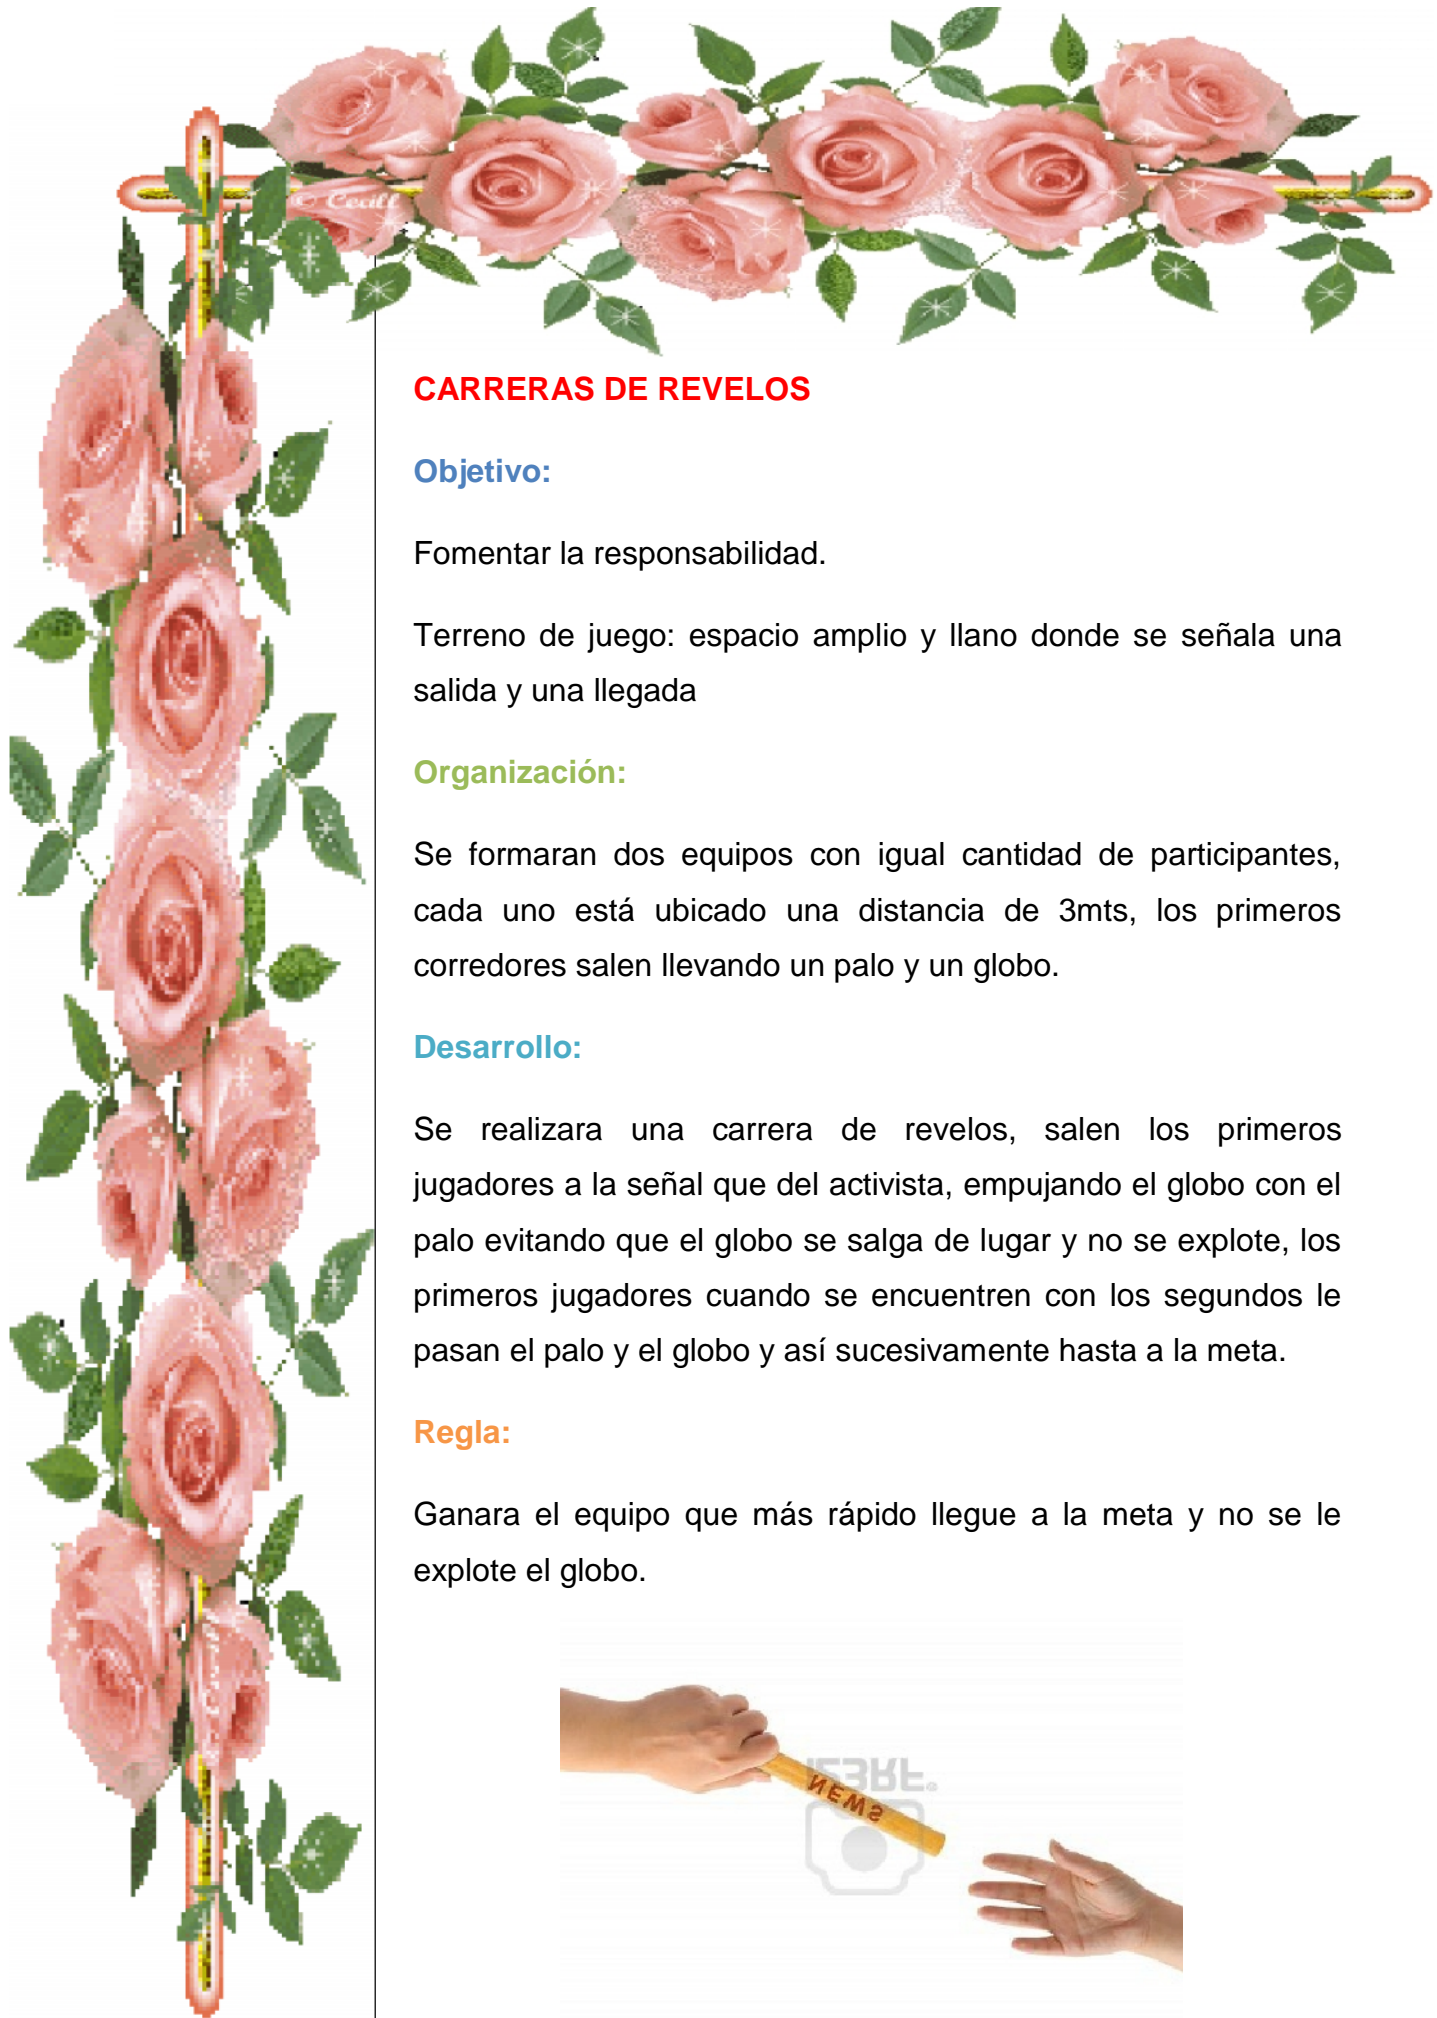 © Cecill
CARRERAS DE REVELOS
Objetivo:
Fomentar la responsabilidad.
Terreno de juego: espacio amplio y llano donde se señala una
salida y una llegada
Organización:
Se formaran dos equipos con igual cantidad de participantes,
cada uno está ubicado una distancia de 3mts, los primeros
corredores salen llevando un palo y un globo.
Desarrollo:
Se realizara una carrera de revelos, salen los primeros
jugadores a la señal que del activista, empujando el globo con el
palo evitando que el globo se salga de lugar y no se explote, los
primeros jugadores cuando se encuentren con los segundos le
pasan el palo y el globo y así sucesivamente hasta a la meta.
Regla:
Ganara el equipo que más rápido llegue a la meta y no se le
explote el globo.
123RF
NEWS